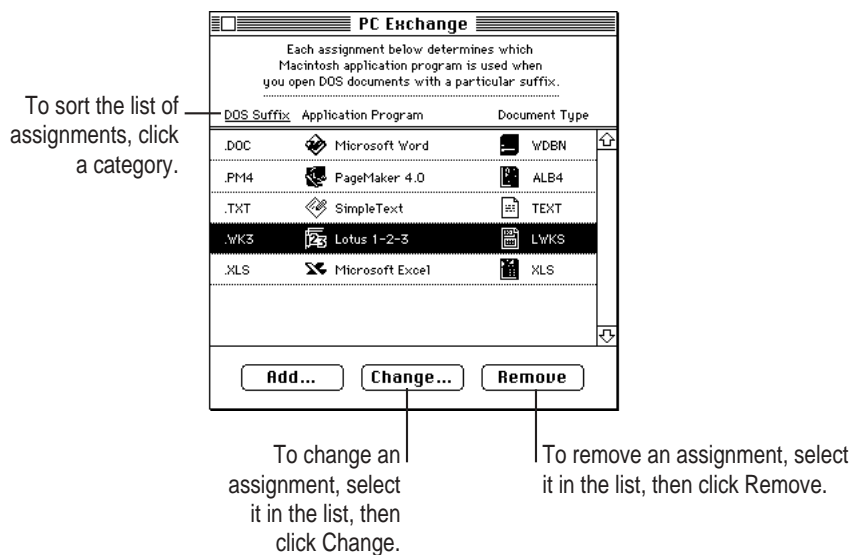 PC Exchange
Each assignment below determines which
Macintosh application program is used when
you open DOS documents with a particular suffix.
To sort the list of
assignments, click
a category.
DOS Suffix Application Program Document Type
.DOC Microsoft Word WDBN
.PM4 PageMaker 4.0 ALB4
.TXT SimpleText TEXT
.WK3 123 Lotus 1-2-3 LWKS
.XLS Microsoft Excel XLS
Add... Change... Remove
To change an
assignment, select
it in the list, then
click Change.
To remove an assignment, select
it in the list, then click Remove.